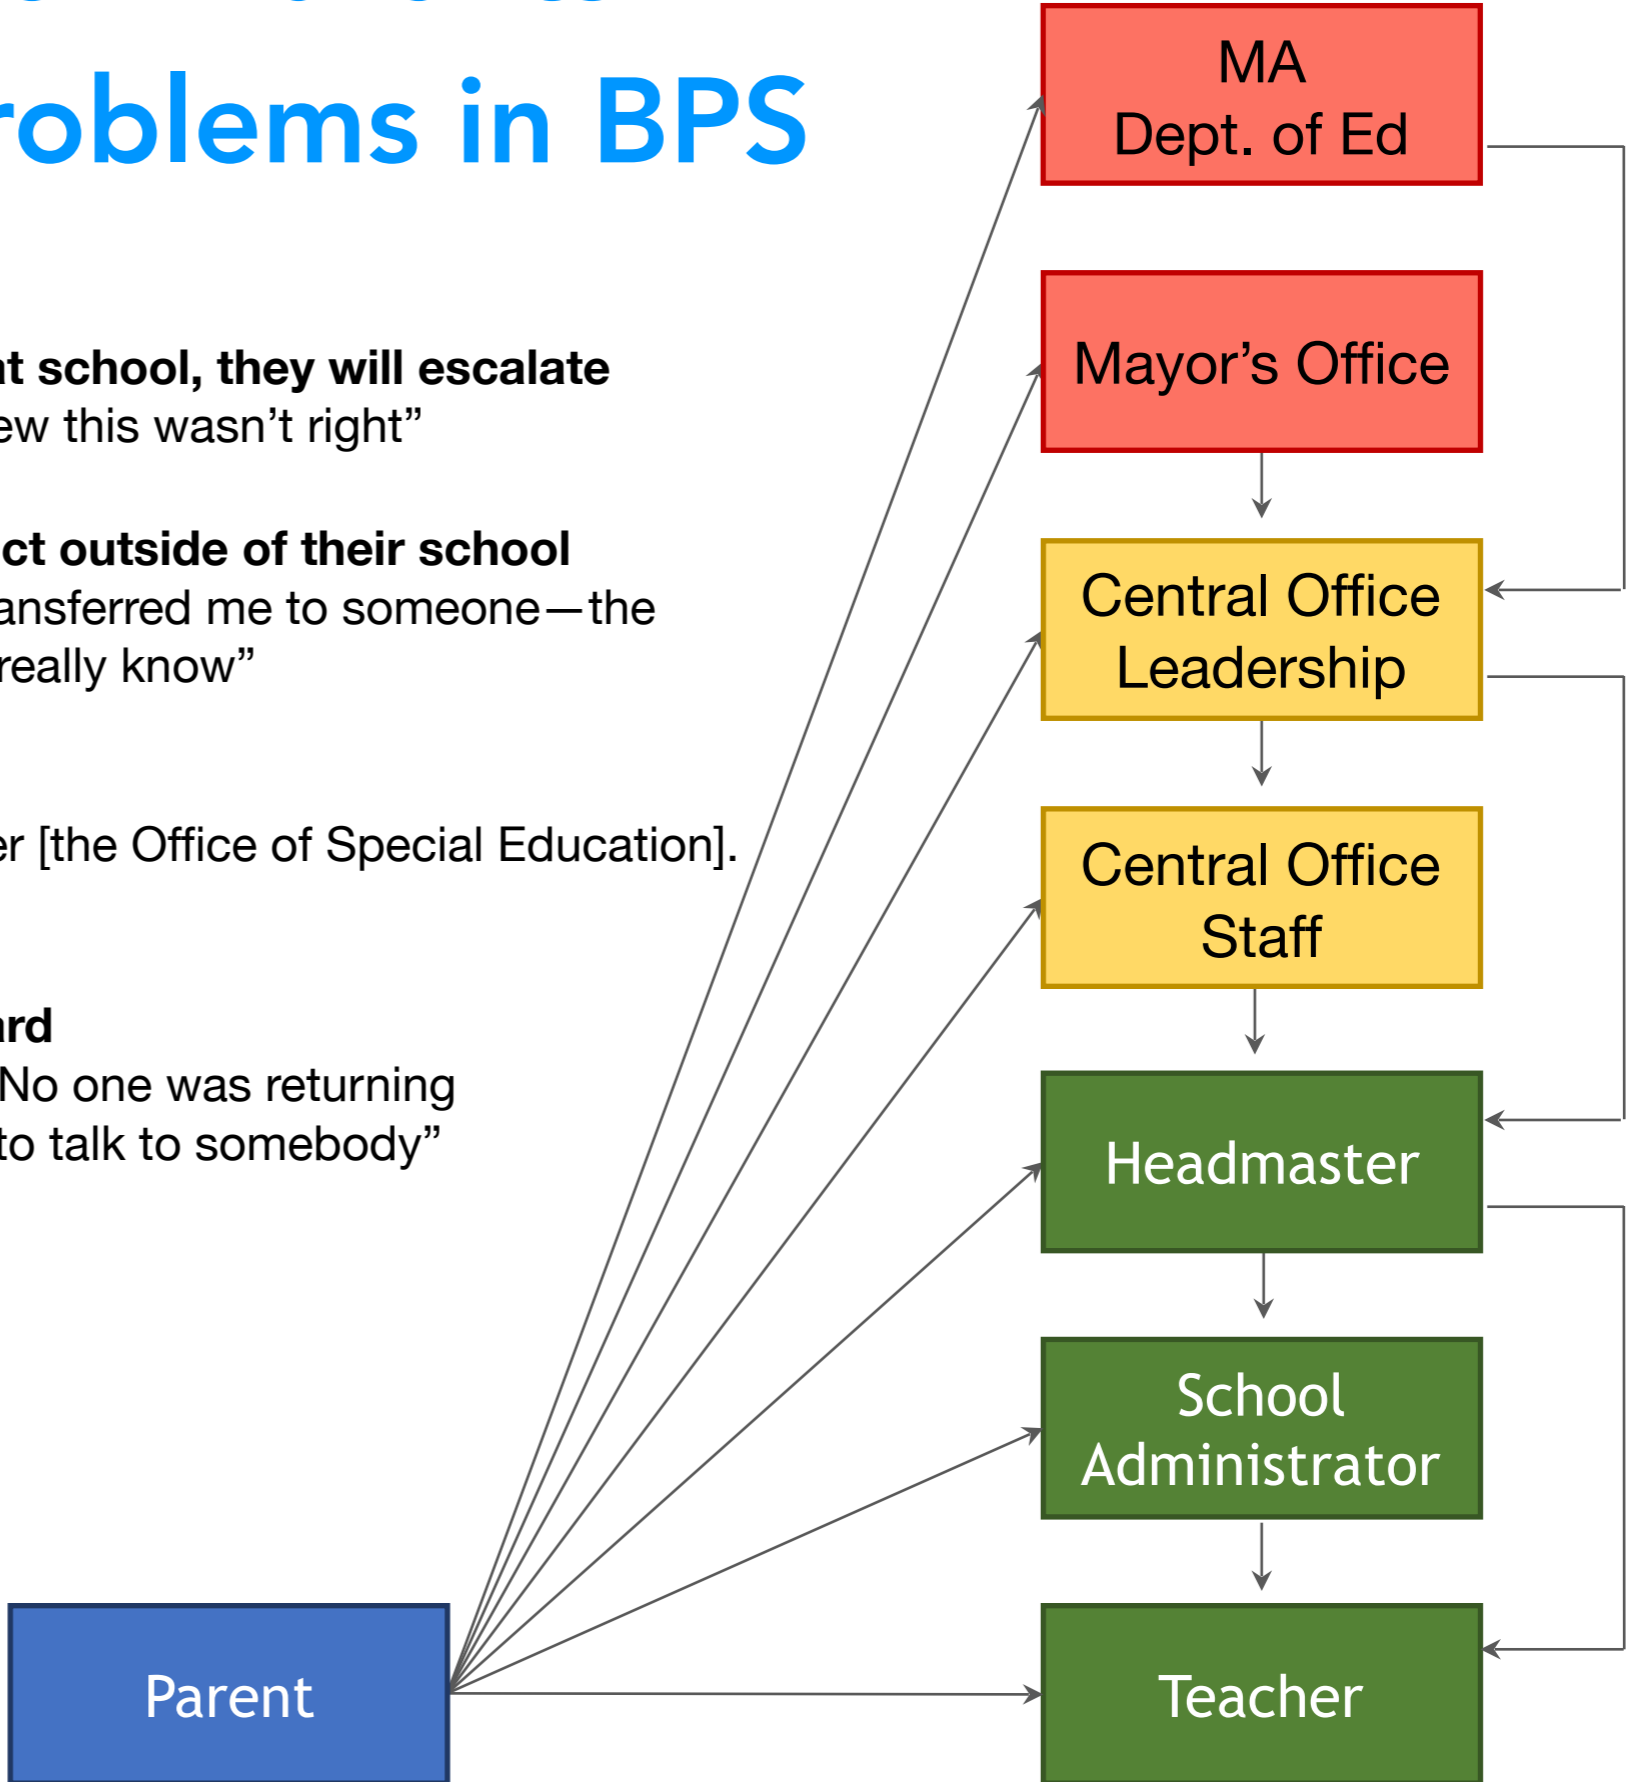 roblems in BPS
at school, they will escalate
ew this wasn’t right”
ct outside of their school
ansferred me to someone—the
really know”
er [the Office of Special Education].
ard
No one was returning
to talk to somebody”
MA
Dept. of Ed
Mayor’s Office
Central Office
Leadership
Central Office
Staff
Headmaster
School
Administrator
Parent
Teacher